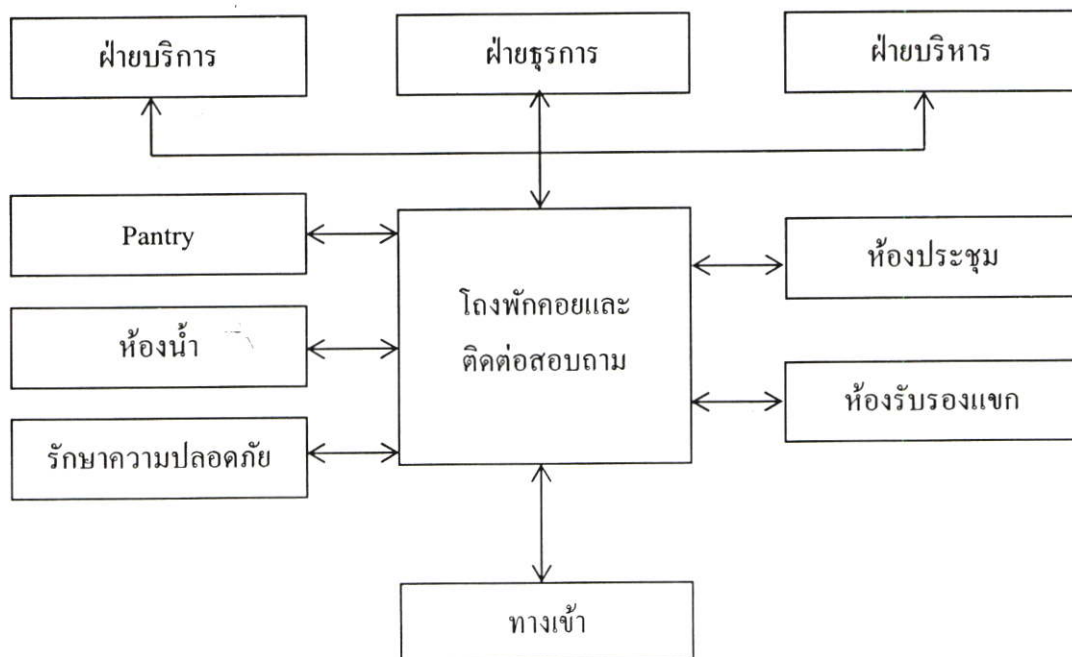 ฝ่ายบริการ
ฝ่ายธุรการ
ฝ่ายบริหาร
Pantry
ห้องประชุม
โถงพักคอยและ
ติดต่อสอบถาม
ห้องน้ำ
ห้องรับรองแขก
รักษาความปลอดภัย
ทางเข้า